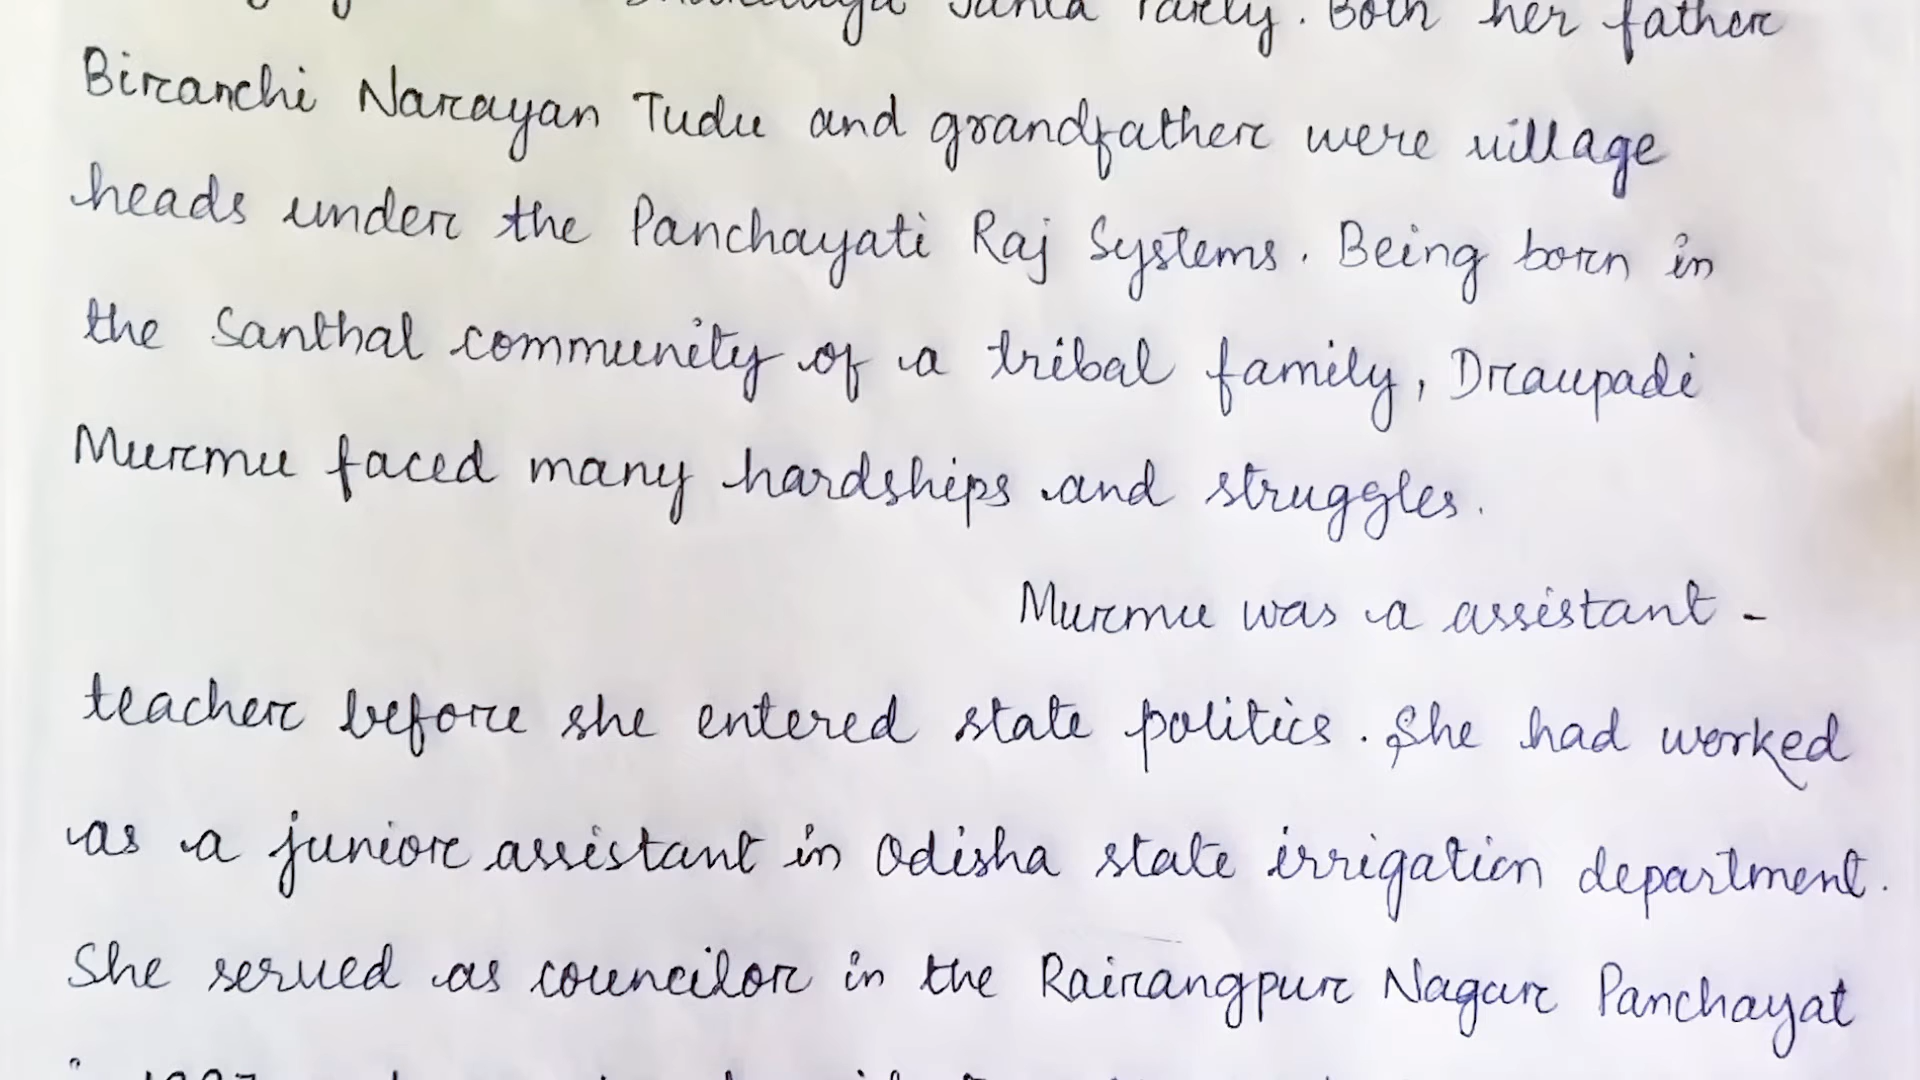 Janta Party. Both her father
Biranchi Narayan Tudu and grandfather were village
heads under the Panchayati Raj Systems. Being born in
the Santhal community of a tribal family, Draupadi
Murmu faced many hardships and struggles.
Murmu was a assistant -
teacher before she entered state politics. She had worked
as a junior assistant in Odisha state irrigation department.
She served as councilor in the Rairangpur Nagar Panchayat
in 1997